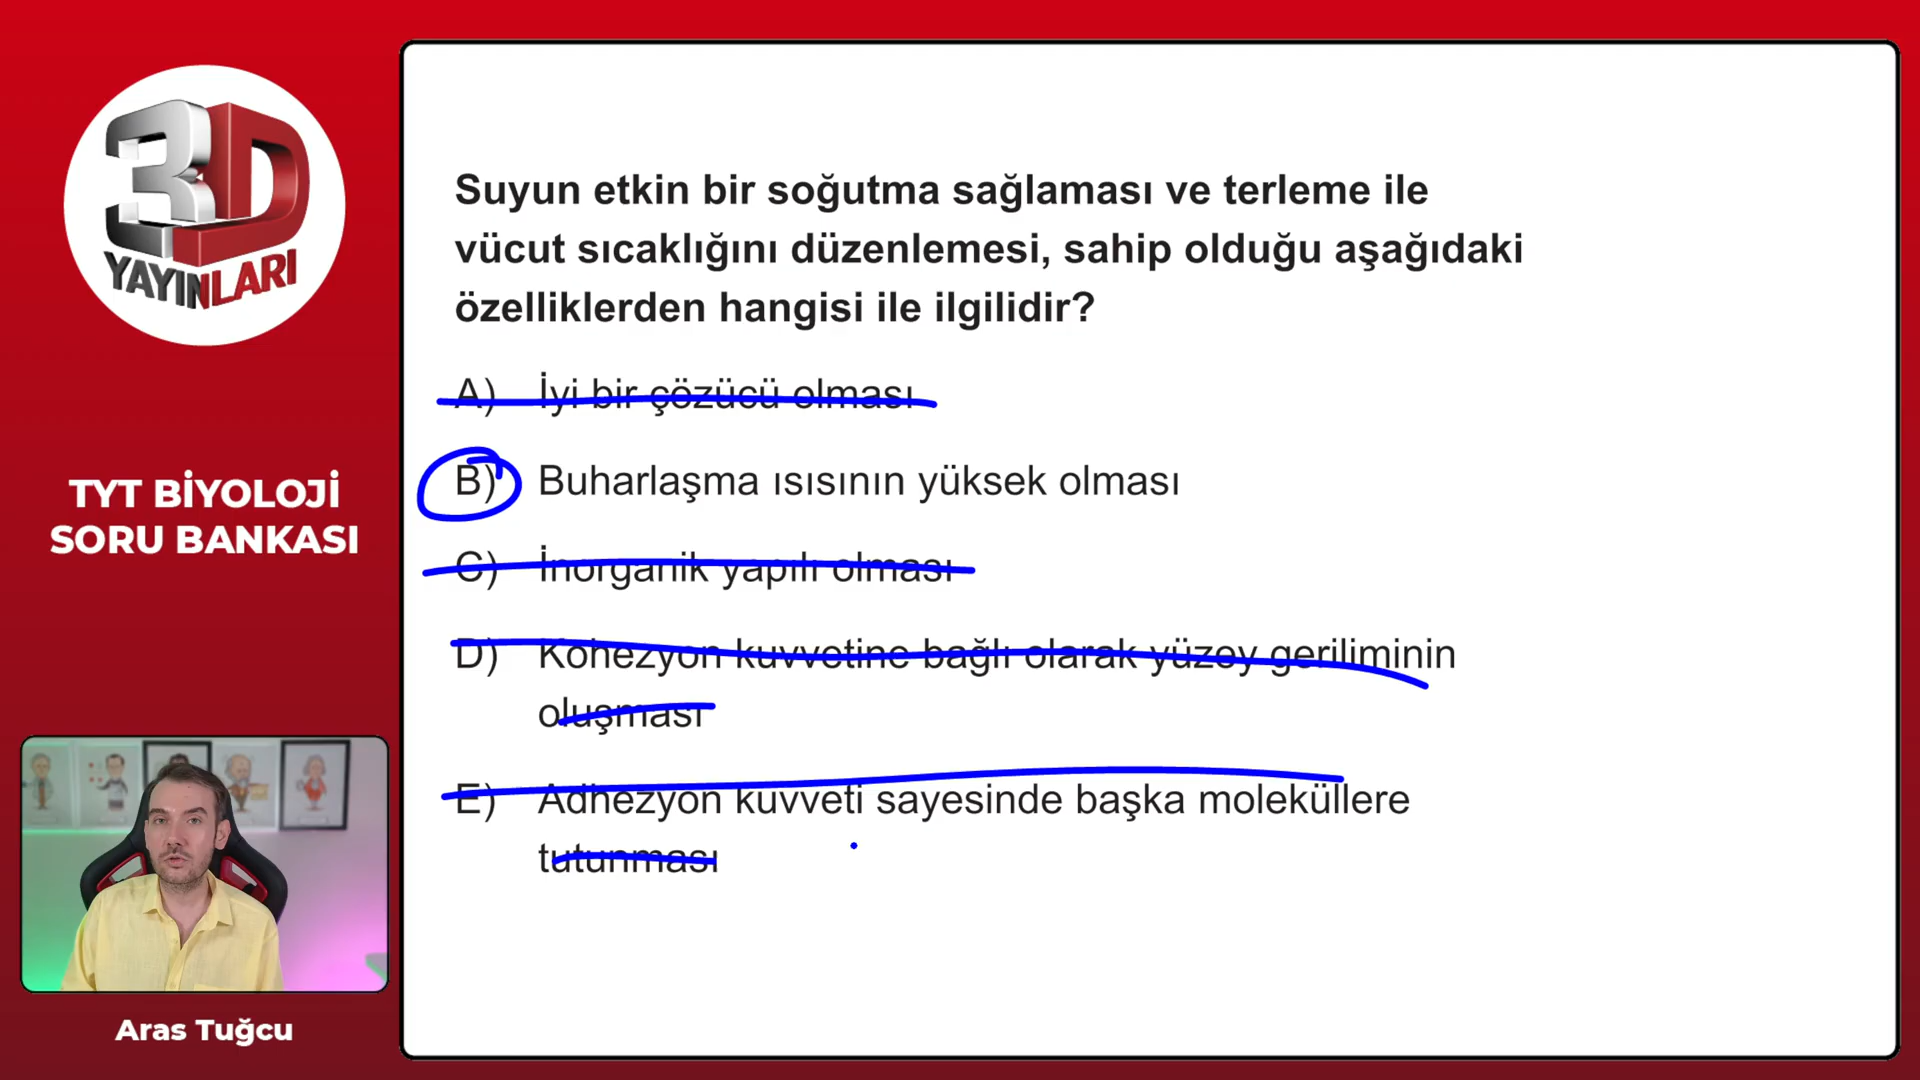 3D
YAYINLARI
TYT BİYOLOJİ
SORU BANKASI
Aras Tuğcu
Suyun etkin bir soğutma sağlaması ve terleme ile
vücut sıcaklığını düzenlemesi, sahip olduğu aşağıdaki
özelliklerden hangisi ile ilgilidir?
A) İyi bir çözücü olması
B) Buharlaşma ısısının yüksek olması
C) İnorganik yapılı olması
D) Kohezyon kuvvetine bağlı olarak yüzey geriliminin
oluşması
E) Adhezyon kuvveti sayesinde başka moleküllere
tutunması